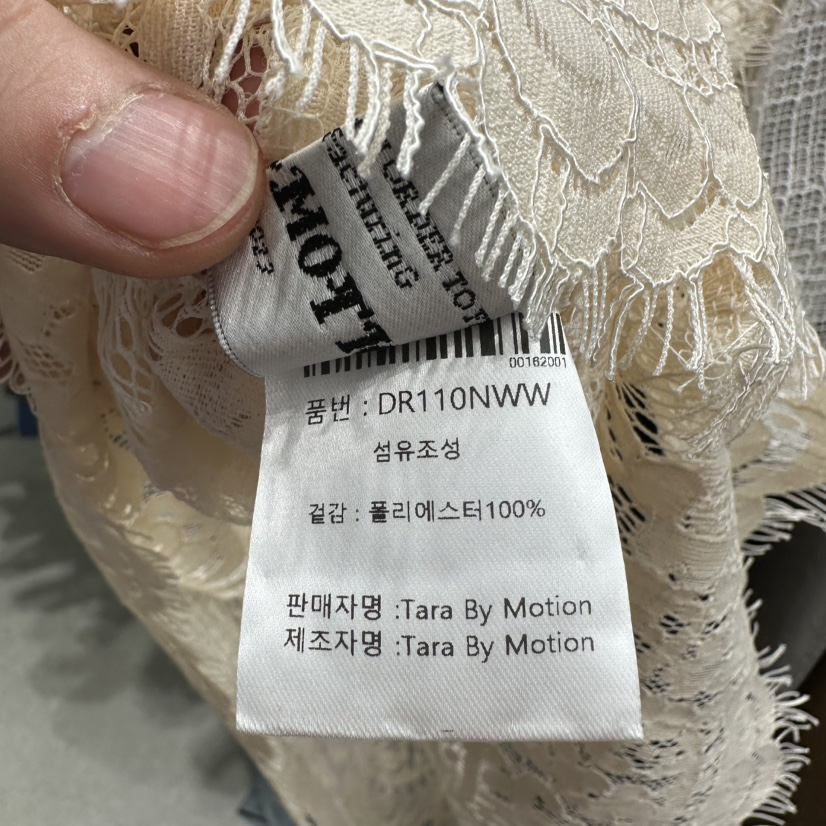 00162001
품번 : DR110NWW
섬유조성
겉감 : 폴리에스터100%
판매자명 :Tara By Motion
제조자명 :Tara By Motion